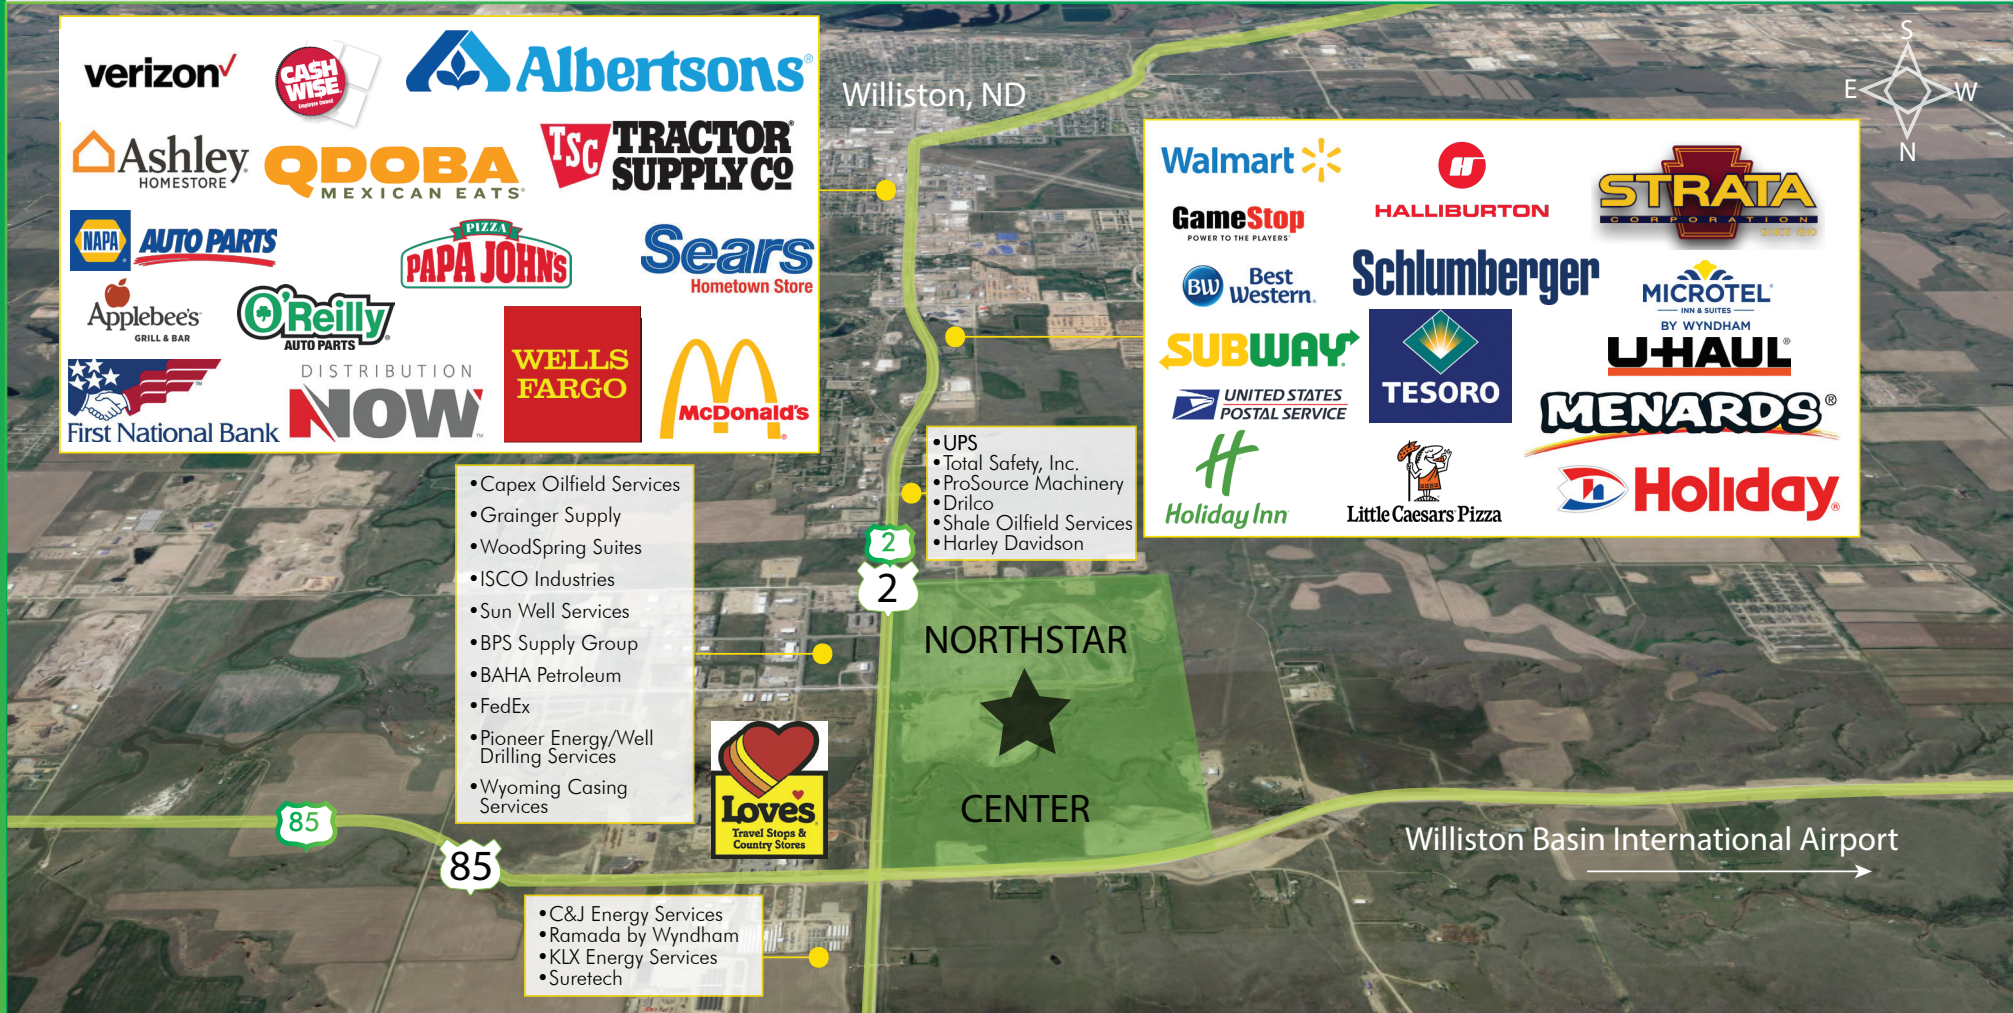 verizon
CASH
WI$E
Employee Owned
Albertsons®
Ashley
HOMESTORE
QDOBA
MEXICAN EATS®
TSC
TRACTOR
SUPPLY CO
NAPA
AUTO PARTS
PIZZA
PAPA JOHN'S
Sears
Hometown Store
Applebee's
GRILL & BAR
O'Reilly
AUTO PARTS
WELLS
FARGO
McDonald's
First National Bank
DISTRIBUTION
NOW
Williston, ND
S
E
W
N
Walmart
HALLIBURTON
STRATA
CORPORATION
GameStop
POWER TO THE PLAYERS
BW
Best
Western.
Schlumberger
MICROTEL
INN & SUITES
BY WYNDHAM
SUBWAY
TESORO
U-HAUL®
UNITED STATES
POSTAL SERVICE
MENARDS®
H
Holiday Inn
Little Caesars Pizza
Holiday
•UPS
•Total Safety, Inc.
•ProSource Machinery
•Drilco
•Shale Oilfield Services
•Harley Davidson
•Capex Oilfield Services
•Grainger Supply
•WoodSpring Suites
•ISCO Industries
•Sun Well Services
•BPS Supply Group
•BAHA Petroleum
•FedEx
•Pioneer Energy/Well
Drilling Services
•Wyoming Casing
Services
2
2
NORTHSTAR
CENTER
Love's
Travel Stops &
Country Stores
85
85
Williston Basin International Airport
•C&J Energy Services
•Ramada by Wyndham
•KLX Energy Services
•Suretech